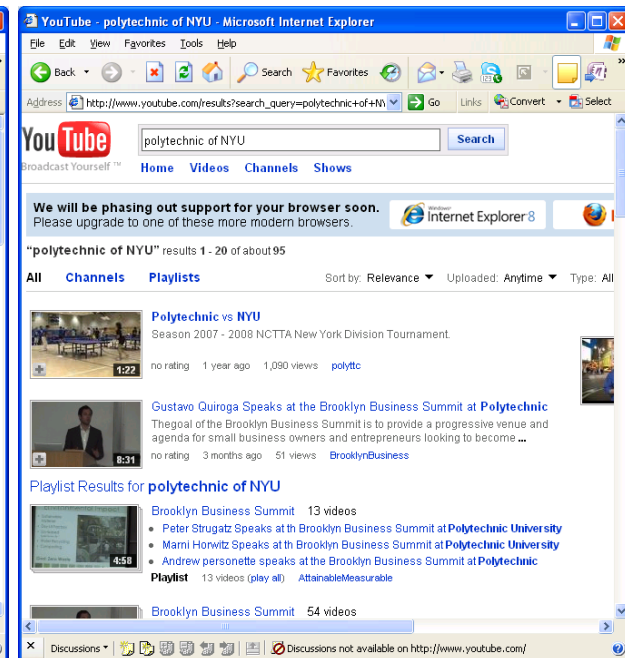 YouTube - polytechnic of NYU - Microsoft Internet Explorer
File Edit View Favorites Tools Help
Back Search Favorites
Address http://www.youtube.com/results?search_query=polytechnic+of+N Go Links Convert Select
You Tube polytechnic of NYU Search
Broadcast Yourself ™ Home Videos Channels Shows
We will be phasing out support for your browser soon.
Please upgrade to one of these more modern browsers.
Windows Internet Explorer 8
"polytechnic of NYU" results 1 - 20 of about 95
All Channels Playlists Sort by: Relevance ▼ Uploaded: Anytime ▼ Type: All
Polytechnic vs NYU
Season 2007 - 2008 NCTTA New York Division Tournament.
1:22 no rating 1 year ago 1,090 views polyttc
Gustavo Quiroga Speaks at the Brooklyn Business Summit at Polytechnic
Thegoal of the Brooklyn Business Summit is to provide a progressive venue and
agenda for small business owners and entrepreneurs looking to become ...
8:31 no rating 3 months ago 51 views BrooklynBusiness
Playlist Results for polytechnic of NYU
Brooklyn Business Summit 13 videos
• Peter Strugatz Speaks at th Brooklyn Business Summit at Polytechnic University
• Marni Horwitz Speaks at th Brooklyn Business Summit at Polytechnic University
• Andrew personette speaks at the Brooklyn Business Summit at Polytechnic
4:58 Playlist 13 videos (play all) AttainableMeasurable
Brooklyn Business Summit 54 videos
× Discussions Discussions not available on http://www.youtube.com/